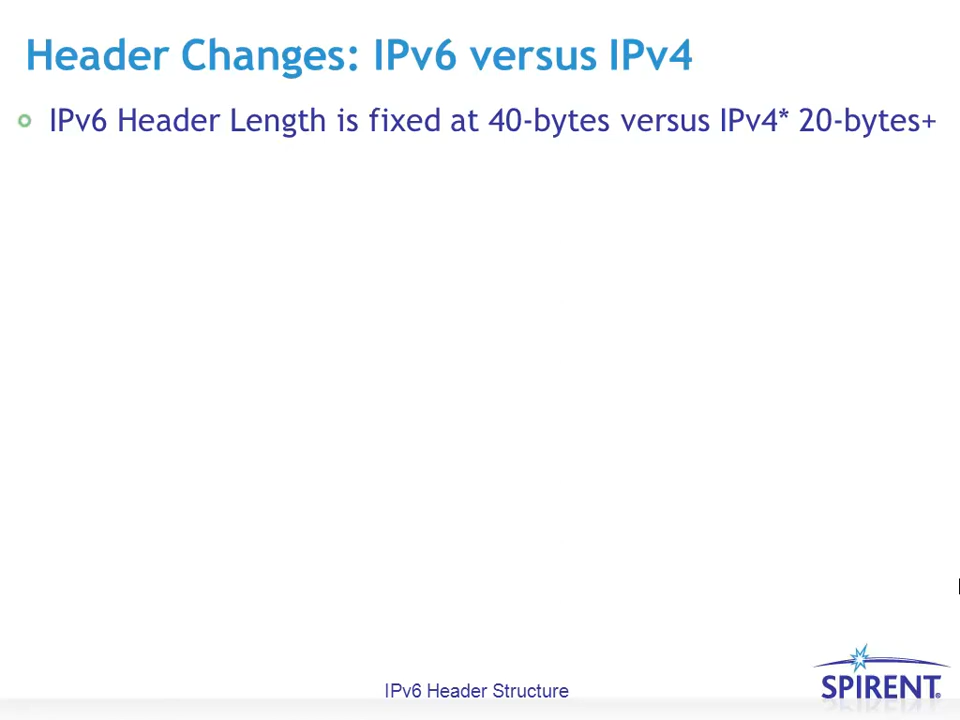 Header Changes: IPv6 versus IPv4
IPv6 Header Length is fixed at 40-bytes versus IPv4* 20-bytes+
IPv6 Header Structure
SPIRENT®